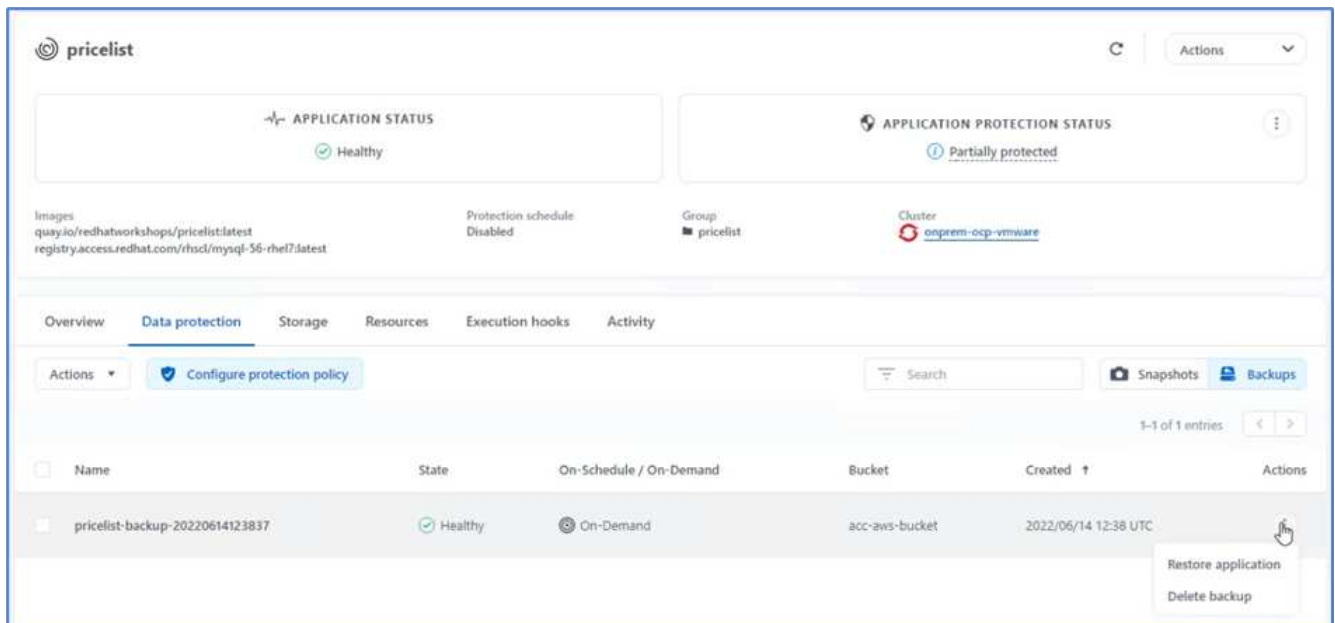 pricelist
Actions
APPLICATION STATUS
Healthy
APPLICATION PROTECTION STATUS
Partially protected
Images
quay.io/redhatworkshops/pricelist:latest
registry.access.redhat.com/rhscl/mysql-56-rhel7:latest
Protection schedule
Disabled
Group
pricelist
Cluster
onprem-ocp-vmware
Overview Data protection Storage Resources Execution hooks Activity
Actions Configure protection policy Search Snapshots Backups
1-1 of 1 entries
Name State On-Schedule / On-Demand Bucket Created Actions
pricelist-backup-20220614123837 Healthy On-Demand acc-aws-bucket 2022/06/14 12:38 UTC
Restore application
Delete backup